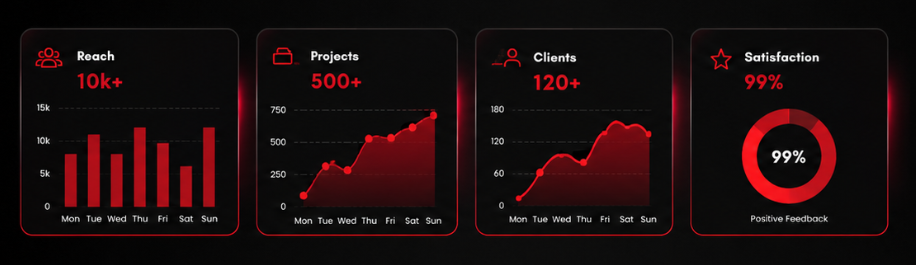 Reach
10k+
15k
10k
5k
0
Mon Tue Wed Thu Fri Sat Sun
Projects
500+
750
500
250
0
Mon Tue Wed Thu Fri Sat Sun
Clients
120+
180
120
60
0
Mon Tue Wed Thu Fri Sat Sun
Satisfaction
99%
99%
Positive Feedback